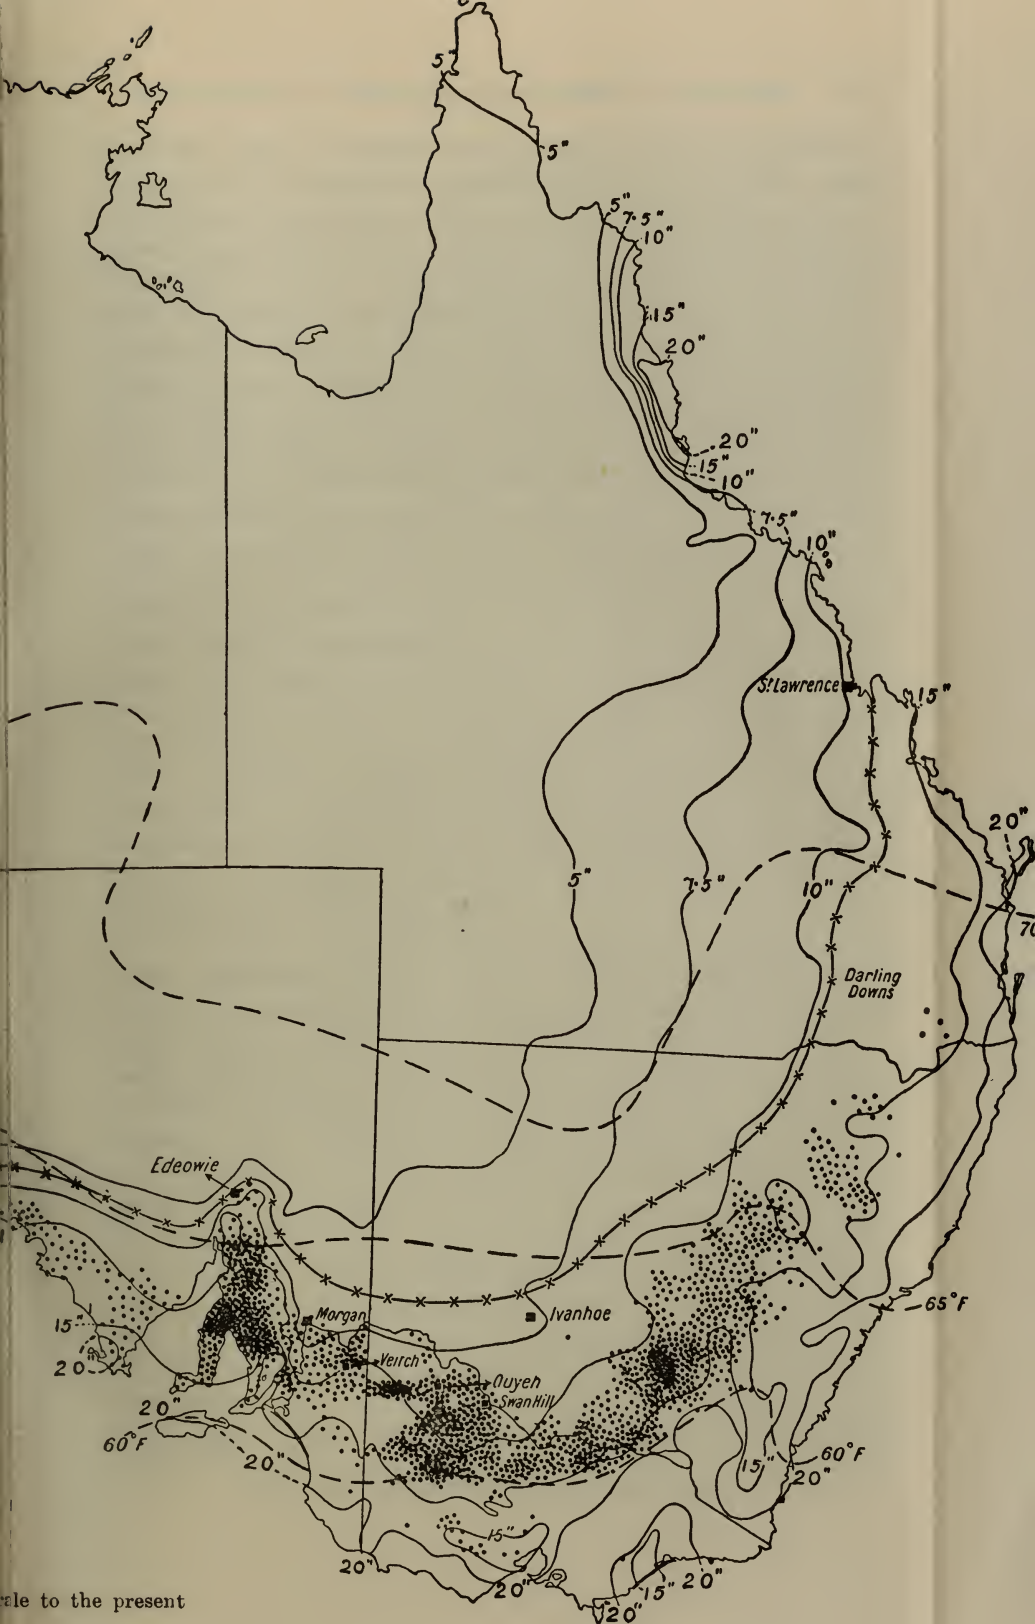 5"
5"
5"
7·5"
10"
15"
20"
20"
15"
10"
7·5"
10"
St Lawrence
15"
20"
5"
7·5"
10"
70
Darling
Downs
Edeowie
65°F
Ivanhoe
Morgan
15"
Veitch
20"
Ouyen
Swan Hill
20"
60°F
20"
60°F
15"
20"
15"
20"
20"
15"
20"
20"
ale to the present